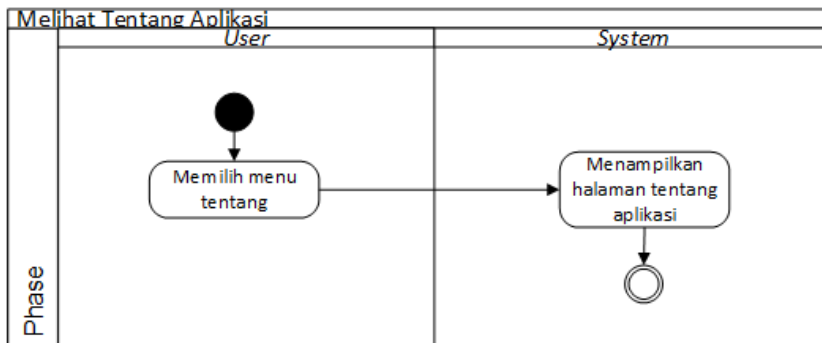 Melihat Tentang Aplikasi
User
System
Memilih menu
tentang
Menampilkan
halaman tentang
aplikasi
Phase